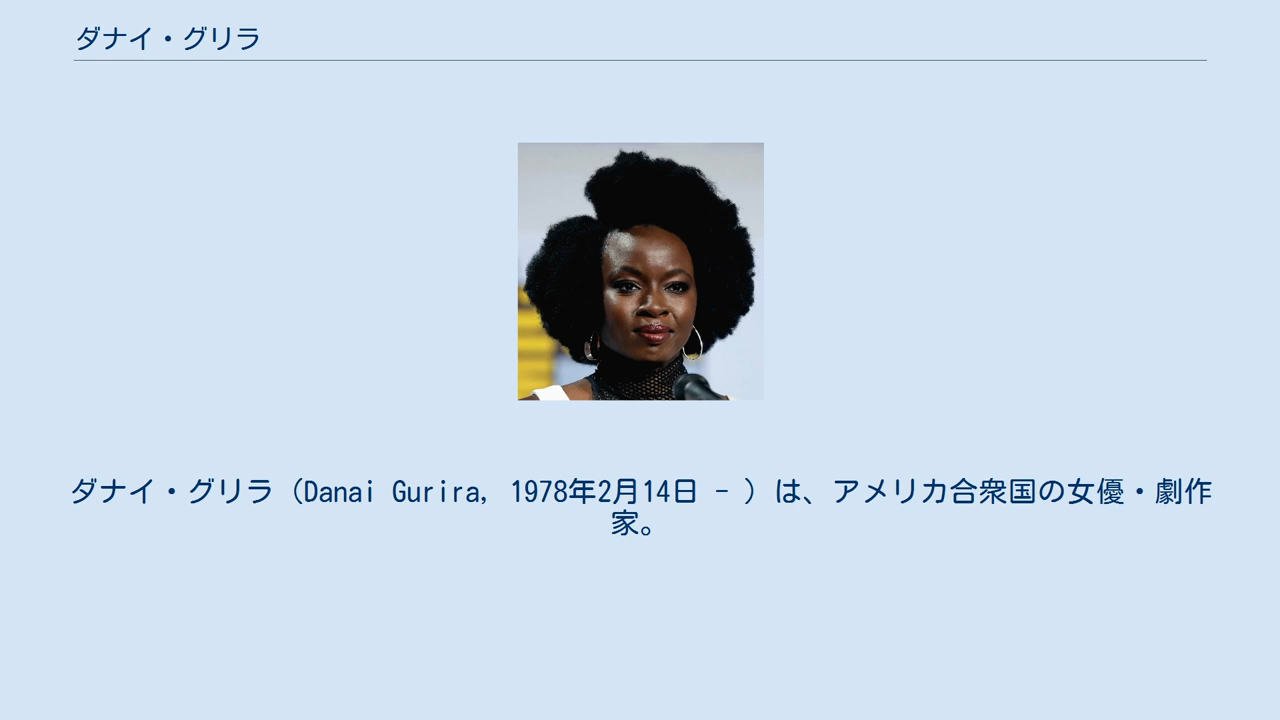 ダナイ・グリラ
ダナイ・グリラ（Danai Gurira, 1978年2月14日 - ）は、アメリカ合衆国の女優・劇作
家。